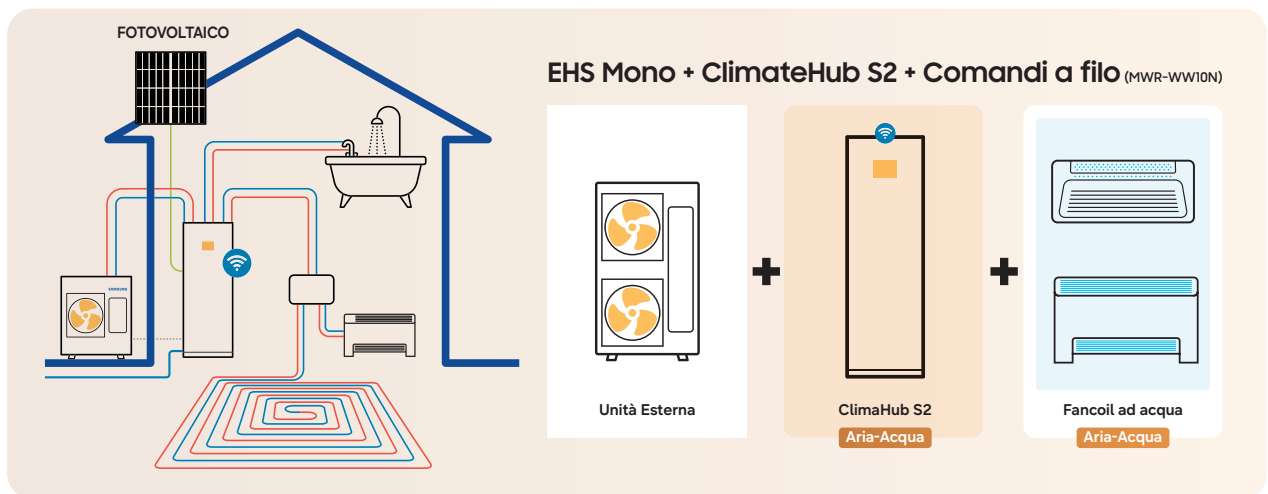 FOTOVOLTAICO
SAMSUNG
EHS Mono + ClimateHub S2 + Comandi a filo (MWR-WW10N)
Unità Esterna
ClimaHub S2
Aria-Acqua
Fancoil ad acqua
Aria-Acqua